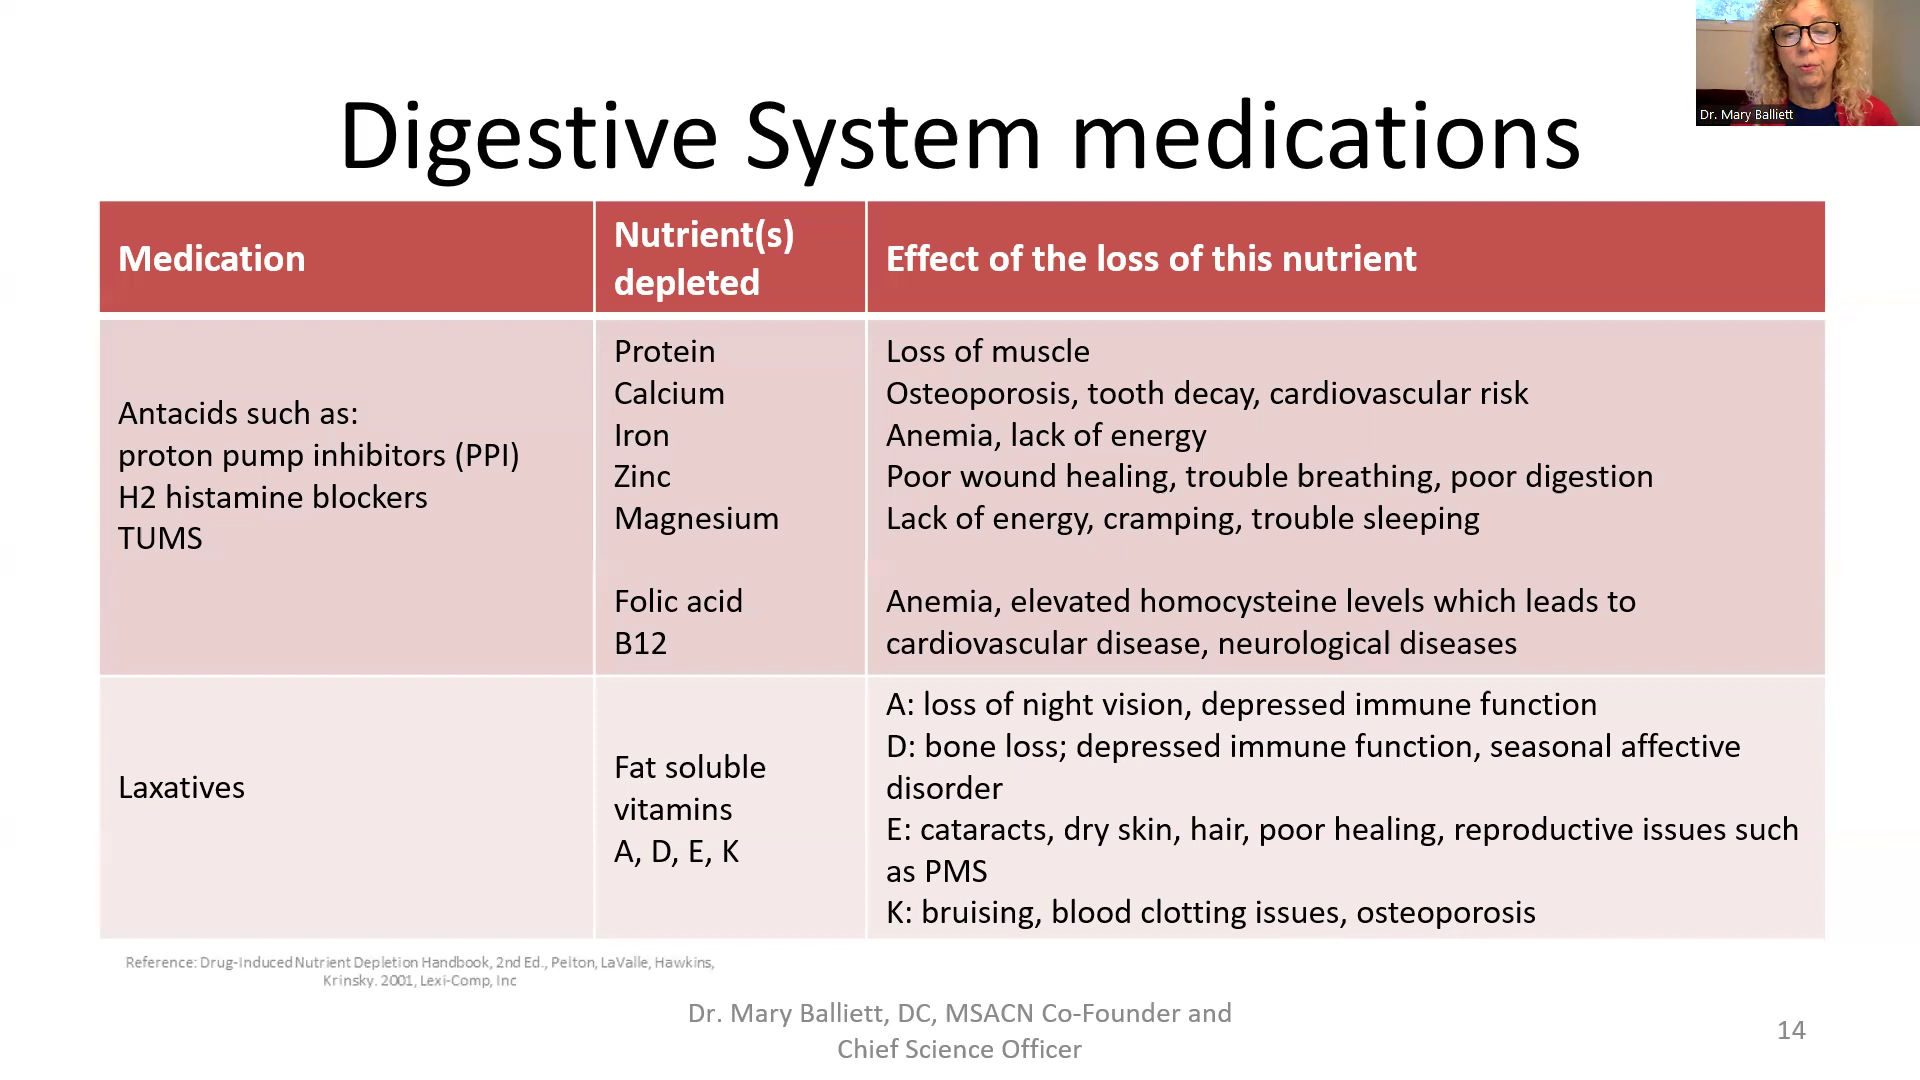 Dr. Mary Balliett
Digestive System medications
Medication
Nutrient(s)
depleted
Effect of the loss of this nutrient
Antacids such as:
proton pump inhibitors (PPI)
H2 histamine blockers
TUMS
Protein
Calcium
Iron
Zinc
Magnesium
Folic acid
B12
Loss of muscle
Osteoporosis, tooth decay, cardiovascular risk
Anemia, lack of energy
Poor wound healing, trouble breathing, poor digestion
Lack of energy, cramping, trouble sleeping
Anemia, elevated homocysteine levels which leads to
cardiovascular disease, neurological diseases
Laxatives
Fat soluble
vitamins
A, D, E, K
A: loss of night vision, depressed immune function
D: bone loss; depressed immune function, seasonal affective
disorder
E: cataracts, dry skin, hair, poor healing, reproductive issues such
as PMS
K: bruising, blood clotting issues, osteoporosis
Reference: Drug-Induced Nutrient Depletion Handbook, 2nd Ed., Pelton, LaValle, Hawkins,
Krinsky. 2001, Lexi-Comp, Inc
Dr. Mary Balliett, DC, MSACN Co-Founder and
Chief Science Officer
14